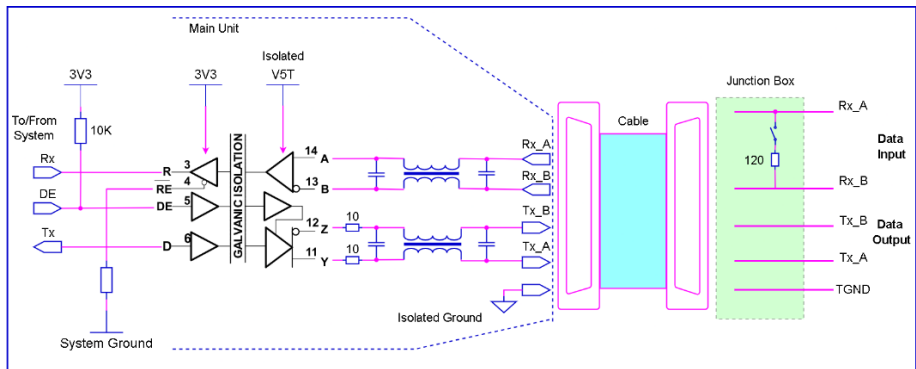 Main Unit
Isolated
3V3
3V3
V5T
Junction Box
To/From
System
10K
Cable
Rx_A
Rx_A
Data
Input
Rx
R
3
14
A
4
RE
GALVANIC ISOLATION
13
B
Rx_B
120
Rx_B
DE
DE
5
12
Z
10
Tx_B
Tx_B
Data
Output
Tx
D
6
11
Y
10
Tx_A
Tx_A
TGND
Isolated Ground
System Ground